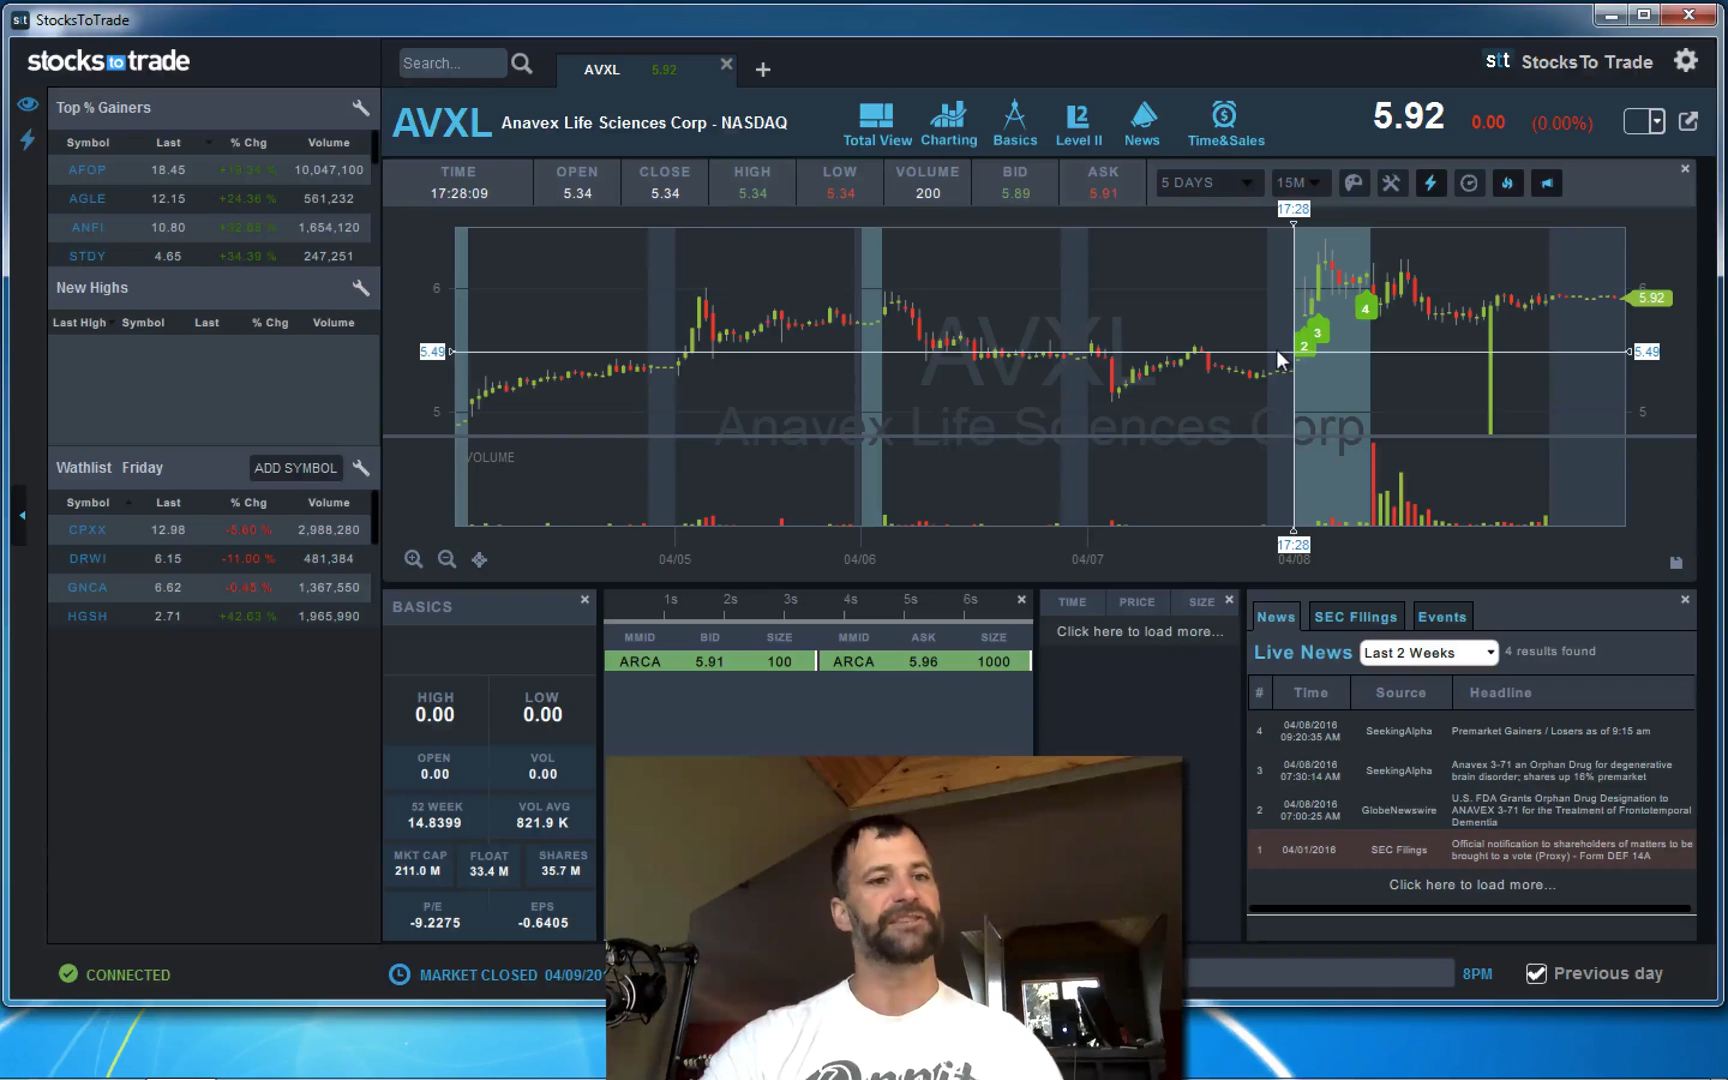 stt StocksToTrade
stockstotrade
Search...
AVXL 5.92
stt StocksTo Trade
Top % Gainers
Symbol Last % Chg Volume
AFOP 18.45 10,047,100
AGLE 12.15 +24.36 % 561,232
ANFI 10.80 1,654,120
STDY 4.65 +34.39 % 247,251
New Highs
Last High Symbol Last % Chg Volume
Wathlist Friday ADD SYMBOL
Symbol Last % Chg Volume
CPXX 12.98 -5.60 % 2,988,280
DRWI 6.15 -11.00 % 481,384
GNCA 6.62 -0.45 % 1,367,550
HGSH 2.71 +42.63 % 1,965,990
AVXL Anavex Life Sciences Corp - NASDAQ
L2
Total View Charting Basics Level II News Time&Sales
5.92 0.00 (0.00%)
TIME OPEN CLOSE HIGH LOW VOLUME BID ASK
17:28:09 5.34 5.34 5.34 5.34 200 5.89 5.91
5 DAYS 15M
17:28
6
5.92
2 3 4
5.49
5.49
5
5
AVXL
Anavex Life Sciences Corp
VOLUME
17:28
04/05 04/06 04/07 04/08
BASICS
HIGH LOW
0.00 0.00
OPEN VOL
0.00 0.00
52 WEEK VOL AVG
14.8399 821.9 K
MKT CAP FLOAT SHARES
211.0 M 33.4 M 35.7 M
P/E EPS
-9.2275 -0.6405
1s 2s 3s 4s 5s 6s
MMID BID SIZE MMID ASK SIZE
ARCA 5.91 100 ARCA 5.96 1000
TIME PRICE SIZE
Click here to load more...
News SEC Filings Events
Live News Last 2 Weeks 4 results found
# Time Source Headline
4 04/08/2016 09:20:35 AM SeekingAlpha Premarket Gainers / Losers as of 9:15 am
3 04/08/2016 07:30:14 AM SeekingAlpha Anavex 3-71 an Orphan Drug for degenerative
brain disorder; shares up 16% premarket
2 04/08/2016 07:00:25 AM GlobeNewswire U.S. FDA Grants Orphan Drug Designation to
ANAVEX 3-71 for the Treatment of Frontotemporal
Dementia
1 04/01/2016 SEC Filings Official notification to shareholders of matters to be
brought to a vote (Proxy) - Form DEF 14A
Click here to load more...
CONNECTED
MARKET CLOSED 04/09/20
8PM Previous day